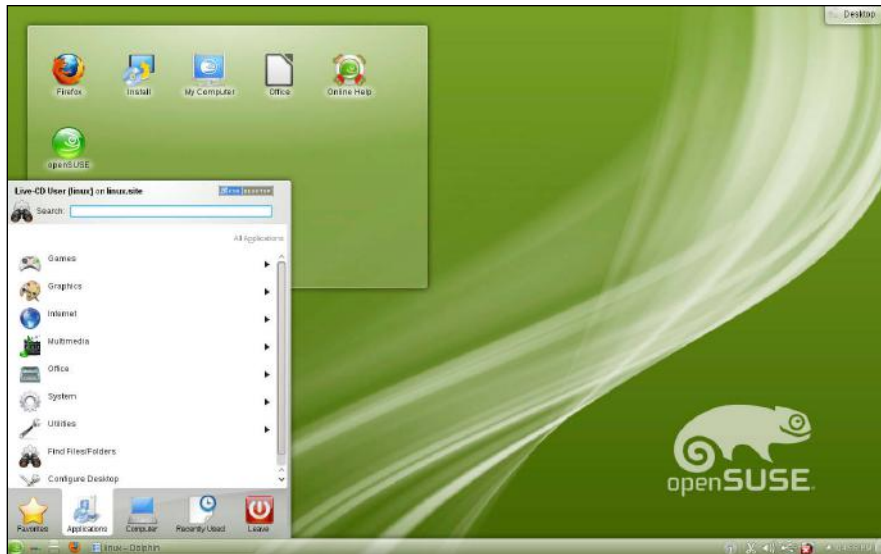 Desktop
Firefox
Install
My Computer
Office
Online Help
openSUSE
Live-CD User (linux) on linux.site
Search:
All Applications
Games
Graphics
Internet
Multimedia
Office
System
Utilities
Find Files/Folders
Configure Desktop
Favorites
Applications
Computer
Recently Used
Leave
linux – Dolphin
openSUSE.